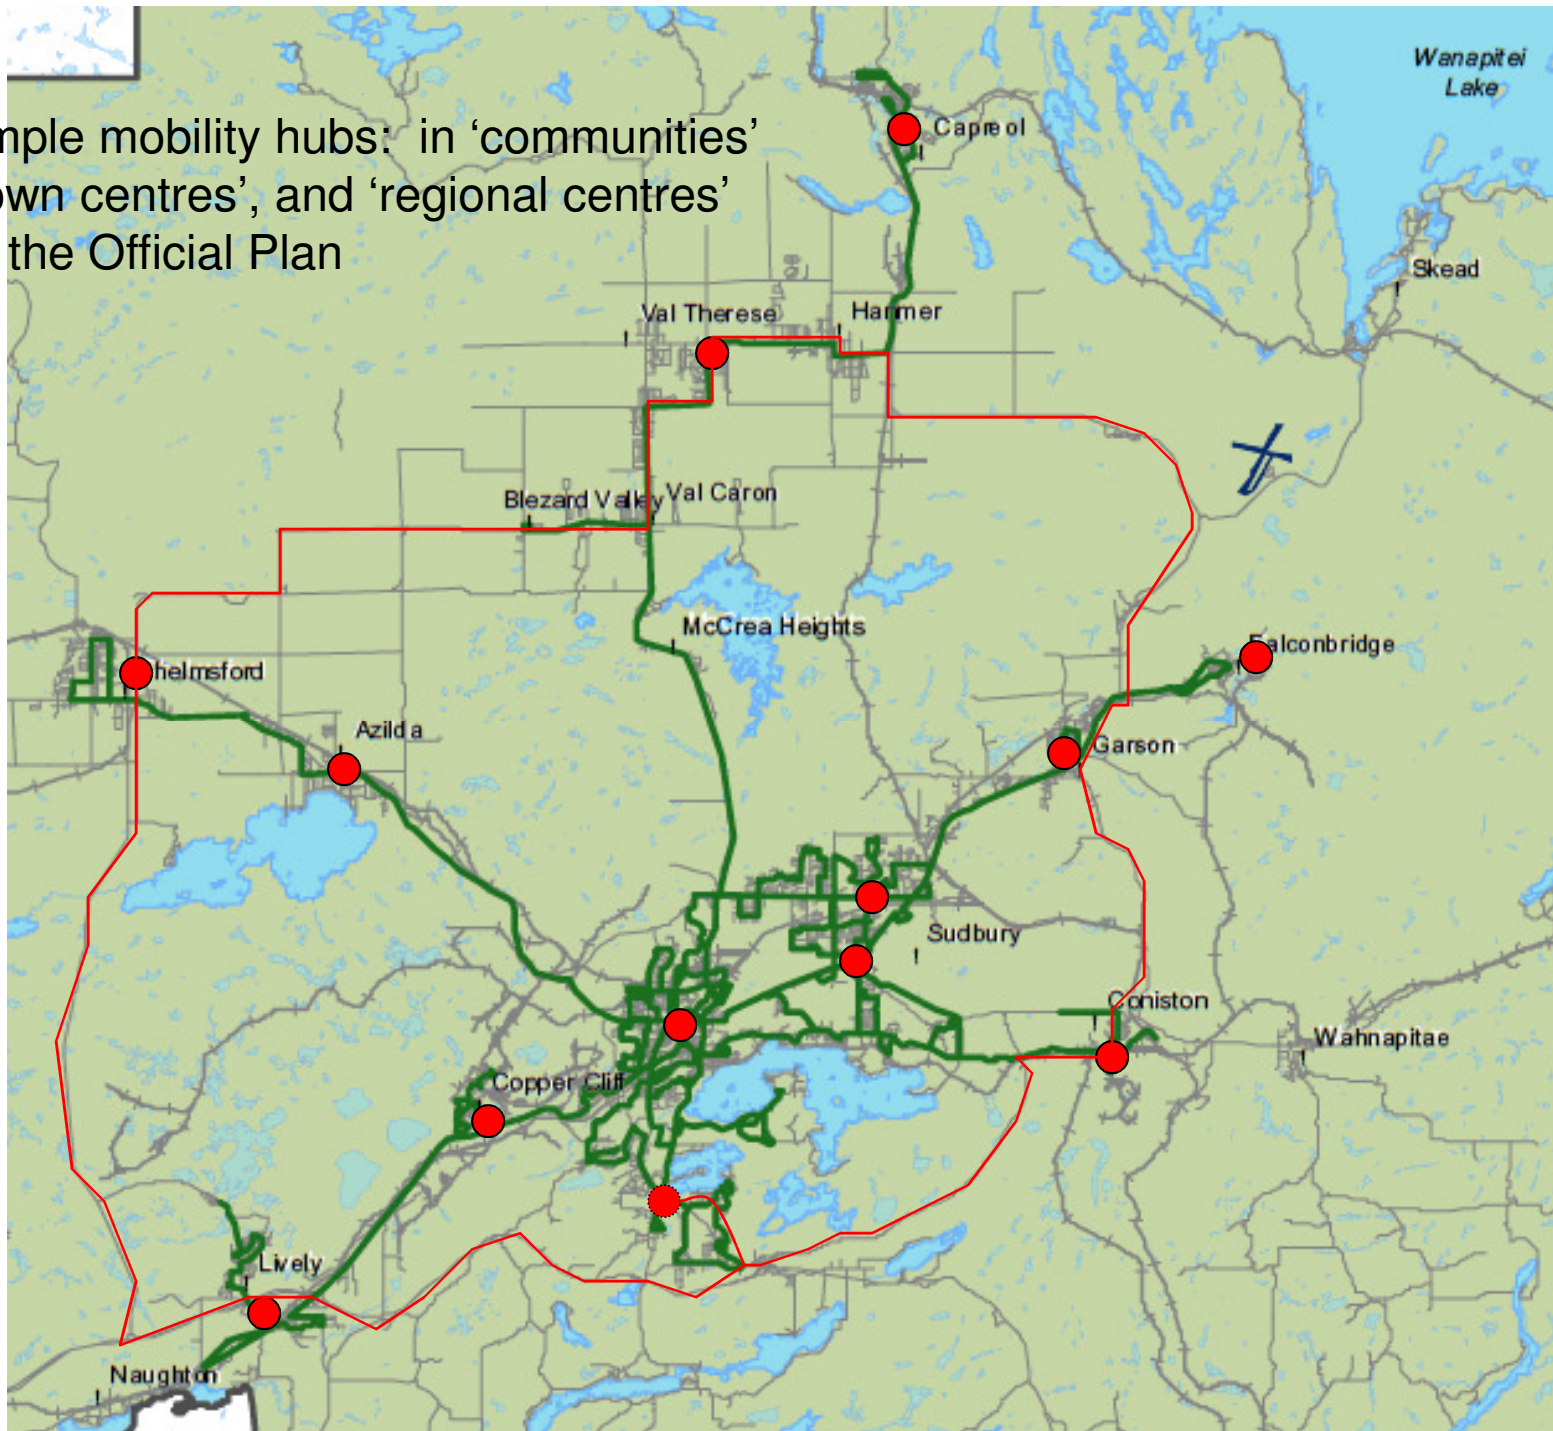 Wanapitei
Lake
mple mobility hubs: in ‘communities’
own centres’, and ‘regional centres’
the Official Plan
Capreol
Skead
Val Therese
Hanmer
Blezard Valley
Val Caron
McCrea Heights
Falconbridge
helmsford
Azilda
Garson
Sudbury
Coniston
Wahnapitae
Copper Cliff
Lively
Naughton